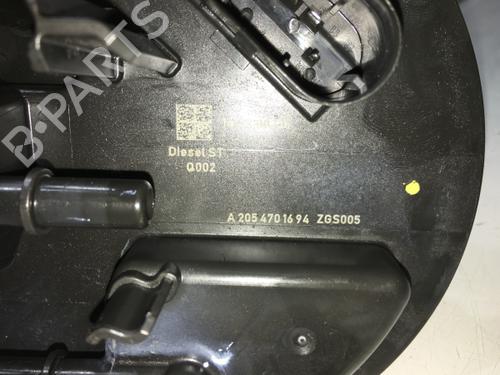 B-PARTS
Diesel ST
Q002
A 205 470 16 94 ZGS005